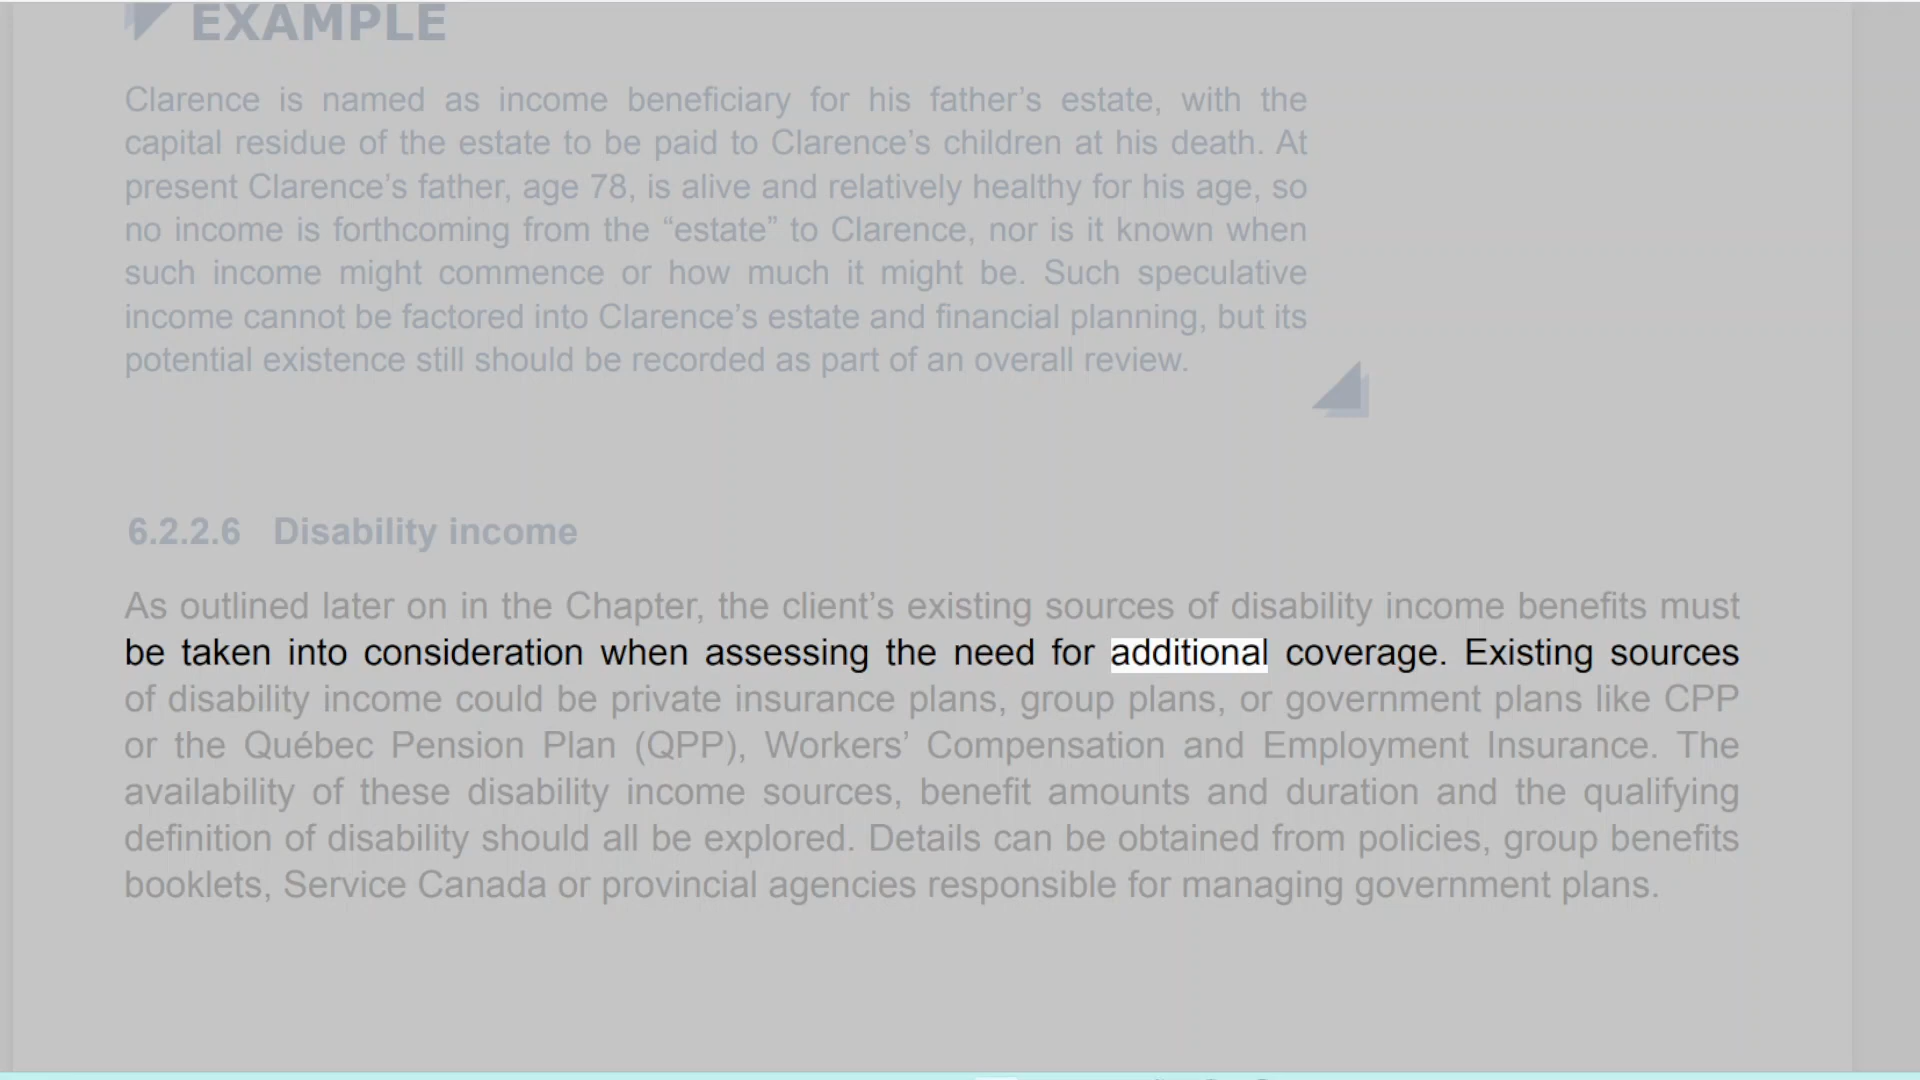 EXAMPLE
Clarence is named as income beneficiary for his father’s estate, with the
capital residue of the estate to be paid to Clarence’s children at his death. At
present Clarence’s father, age 78, is alive and relatively healthy for his age, so
no income is forthcoming from the “estate” to Clarence, nor is it known when
such income might commence or how much it might be. Such speculative
income cannot be factored into Clarence’s estate and financial planning, but its
potential existence still should be recorded as part of an overall review.
6.2.2.6 Disability income
As outlined later on in the Chapter, the client’s existing sources of disability income benefits must
be taken into consideration when assessing the need for additional coverage. Existing sources
of disability income could be private insurance plans, group plans, or government plans like CPP
or the Québec Pension Plan (QPP), Workers’ Compensation and Employment Insurance. The
availability of these disability income sources, benefit amounts and duration and the qualifying
definition of disability should all be explored. Details can be obtained from policies, group benefits
booklets, Service Canada or provincial agencies responsible for managing government plans.